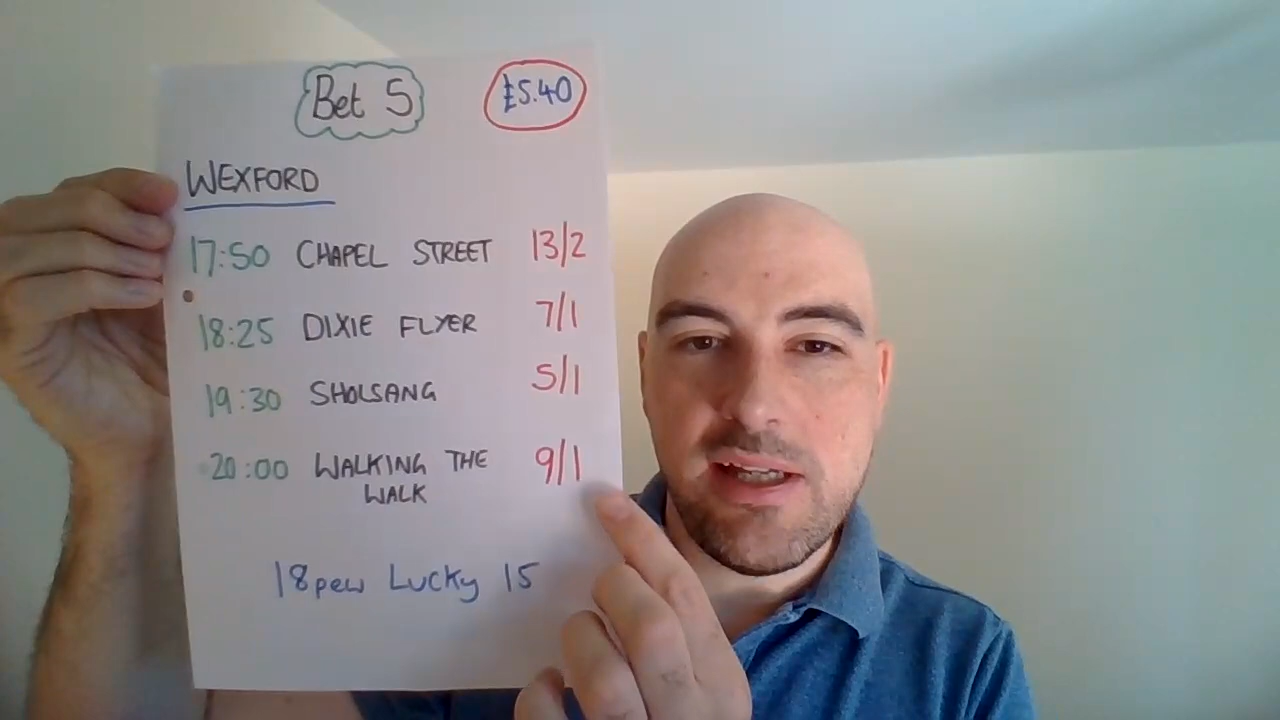 Bet 5 £5.40
WEXFORD
17:50 CHAPEL STREET 13/2
18:25 DIXIE FLYER 7/1
19:30 SHOLSANG 5/1
20:00 WALKING THE 9/1
WALK
18pew Lucky 15